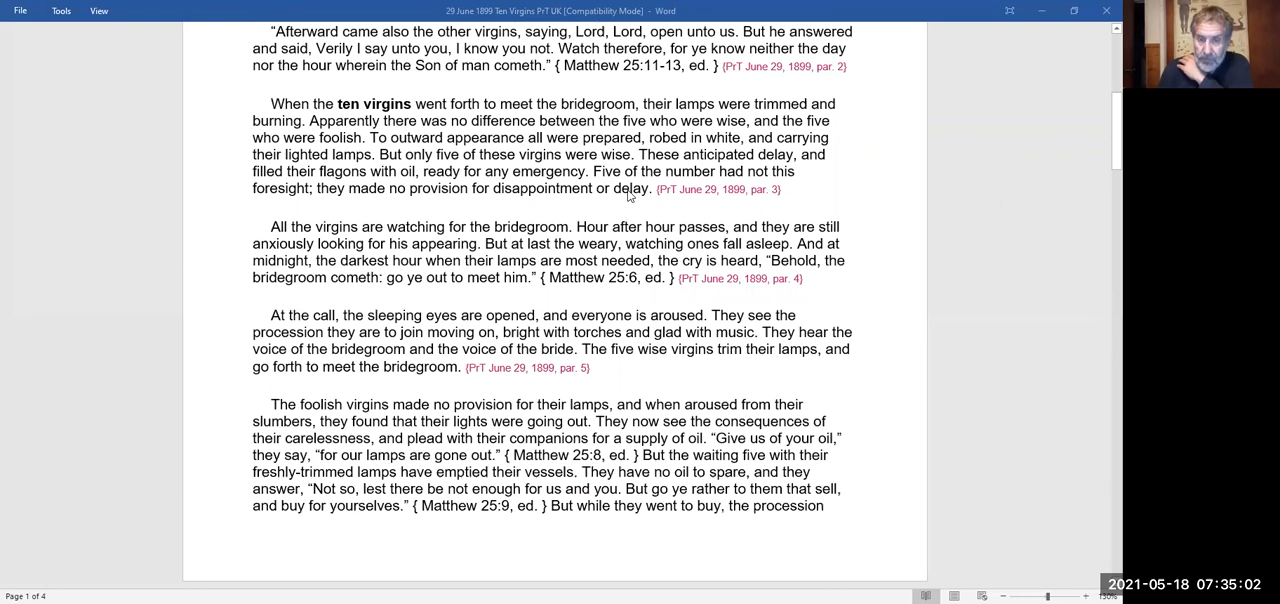 File Tools View 29 June 1899 Ten Virgins PrT UK [Compatibility Mode] - Word
“Afterward came also the other virgins, saying, Lord, Lord, open unto us. But he answered
and said, Verily I say unto you, I know you not. Watch therefore, for ye know neither the day
nor the hour wherein the Son of man cometh.” { Matthew 25:11-13, ed. } {PrT June 29, 1899, par. 2}
When the ten virgins went forth to meet the bridegroom, their lamps were trimmed and
burning. Apparently there was no difference between the five who were wise, and the five
who were foolish. To outward appearance all were prepared, robed in white, and carrying
their lighted lamps. But only five of these virgins were wise. These anticipated delay, and
filled their flagons with oil, ready for any emergency. Five of the number had not this
foresight; they made no provision for disappointment or delay. {PrT June 29, 1899, par. 3}
All the virgins are watching for the bridegroom. Hour after hour passes, and they are still
anxiously looking for his appearing. But at last the weary, watching ones fall asleep. And at
midnight, the darkest hour when their lamps are most needed, the cry is heard, “Behold, the
bridegroom cometh: go ye out to meet him.” { Matthew 25:6, ed. } {PrT June 29, 1899, par. 4}
At the call, the sleeping eyes are opened, and everyone is aroused. They see the
procession they are to join moving on, bright with torches and glad with music. They hear the
voice of the bridegroom and the voice of the bride. The five wise virgins trim their lamps, and
go forth to meet the bridegroom. {PrT June 29, 1899, par. 5}
The foolish virgins made no provision for their lamps, and when aroused from their
slumbers, they found that their lights were going out. They now see the consequences of
their carelessness, and plead with their companions for a supply of oil. “Give us of your oil,”
they say, “for our lamps are gone out.” { Matthew 25:8, ed. } But the waiting five with their
freshly-trimmed lamps have emptied their vessels. They have no oil to spare, and they
answer, “Not so, lest there be not enough for us and you. But go ye rather to them that sell,
and buy for yourselves.” { Matthew 25:9, ed. } But while they went to buy, the procession
2021-05-18 07:35:02
Page 1 of 4 130%